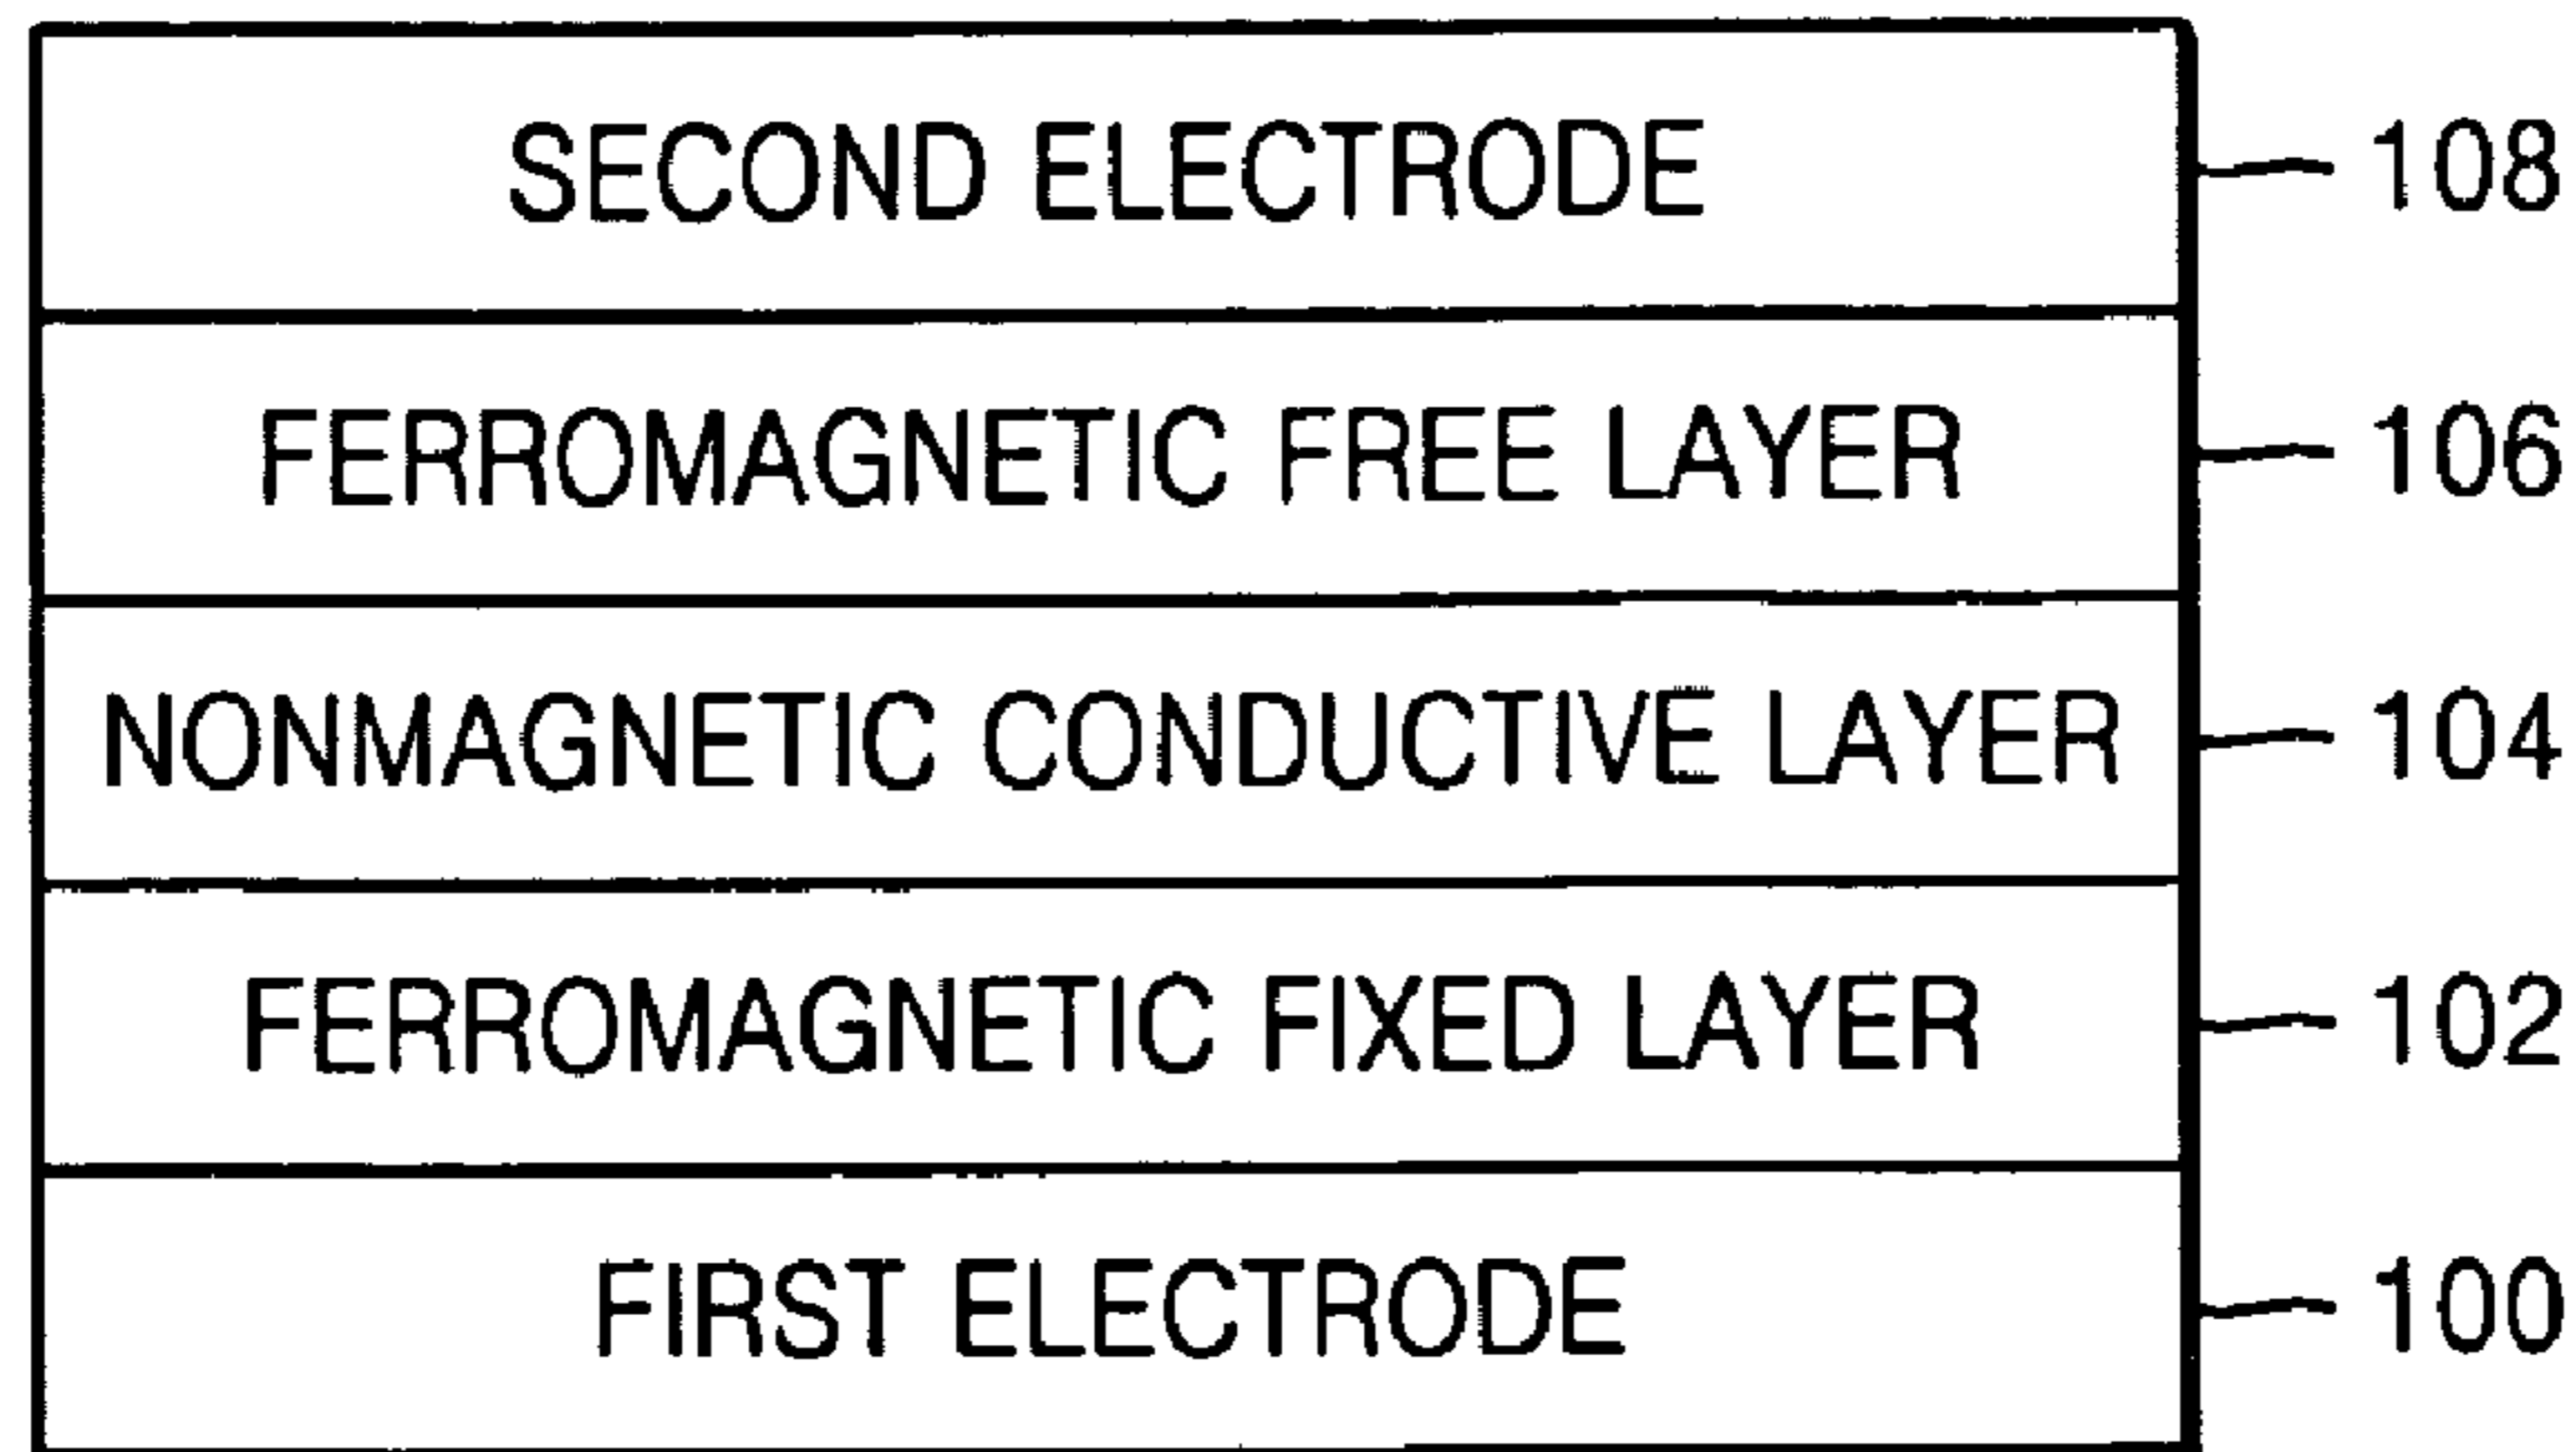 SECOND ELECTRODE 108
FERROMAGNETIC FREE LAYER 106
NONMAGNETIC CONDUCTIVE LAYER 104
FERROMAGNETIC FIXED LAYER 102
FIRST ELECTRODE 100